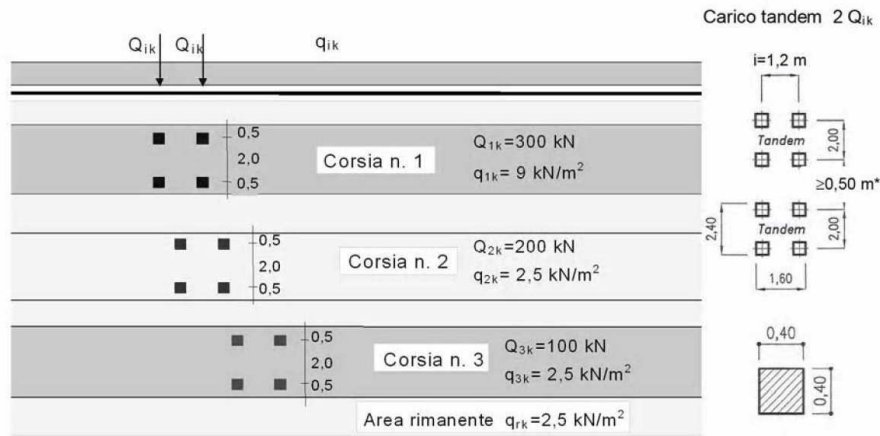 Carico tandem 2 Qik
Qik Qik qik
i=1,2 m
0,5
2,0
0,5
Corsia n. 1
Q1k=300 kN
q1k= 9 kN/m²
Tandem
2,00
≥0,50 m*
0,5
2,0
0,5
Corsia n. 2
Q2k=200 kN
q2k= 2,5 kN/m²
2,40
Tandem
2,00
1,60
0,5
2,0
0,5
Corsia n. 3
Q3k=100 kN
q3k= 2,5 kN/m²
0,40
0,40
Area rimanente qrk=2,5 kN/m²